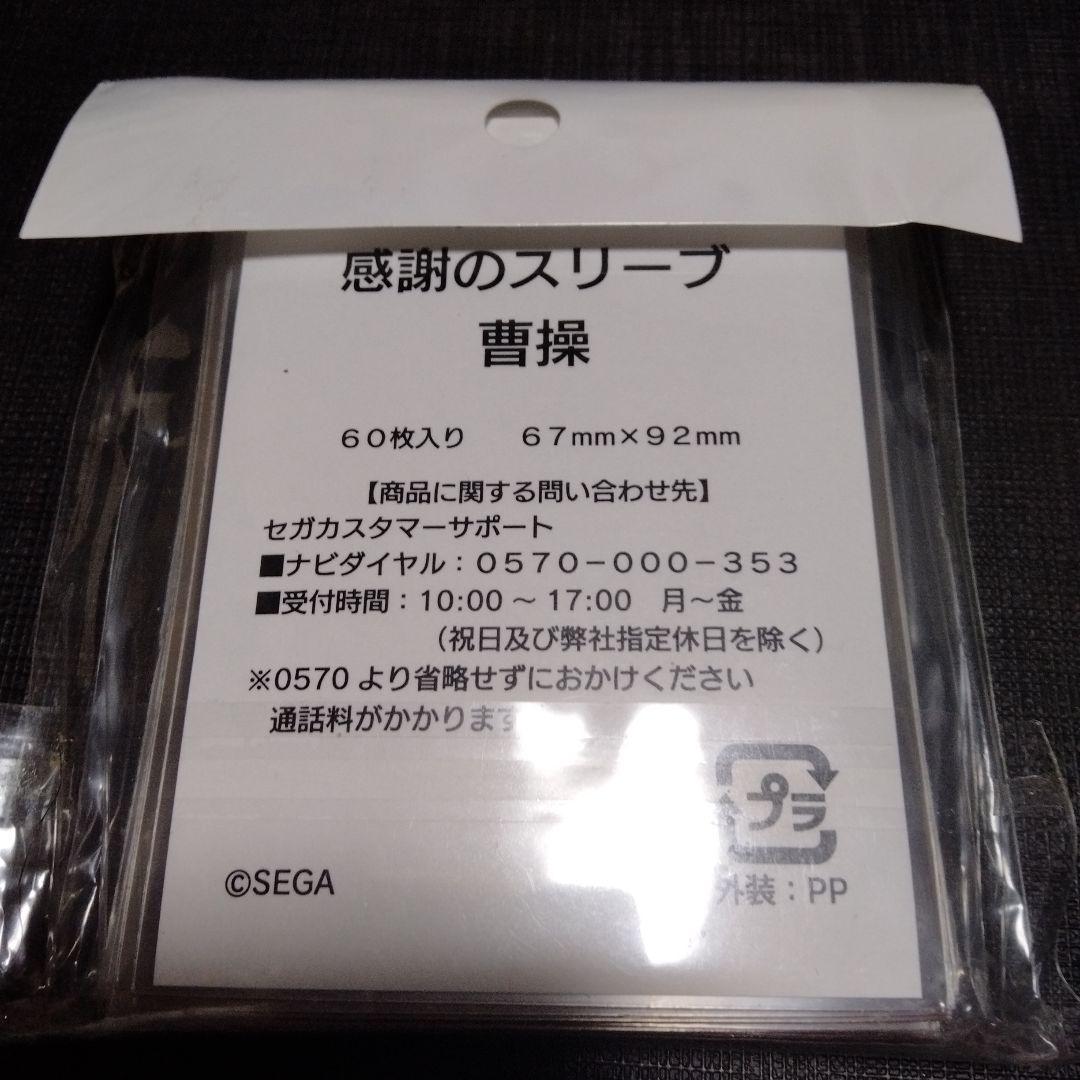 感謝のスリーブ
曹操
60枚入り 67mm×92mm
【商品に関する問い合わせ先】
セガカスタマーサポート
■ナビダイヤル：0570-000-353
■受付時間：10:00～17:00 月～金
（祝日及び弊社指定休日を除く）
※0570より省略せずにおかけください
通話料がかかります
プラ
外装：PP
©SEGA